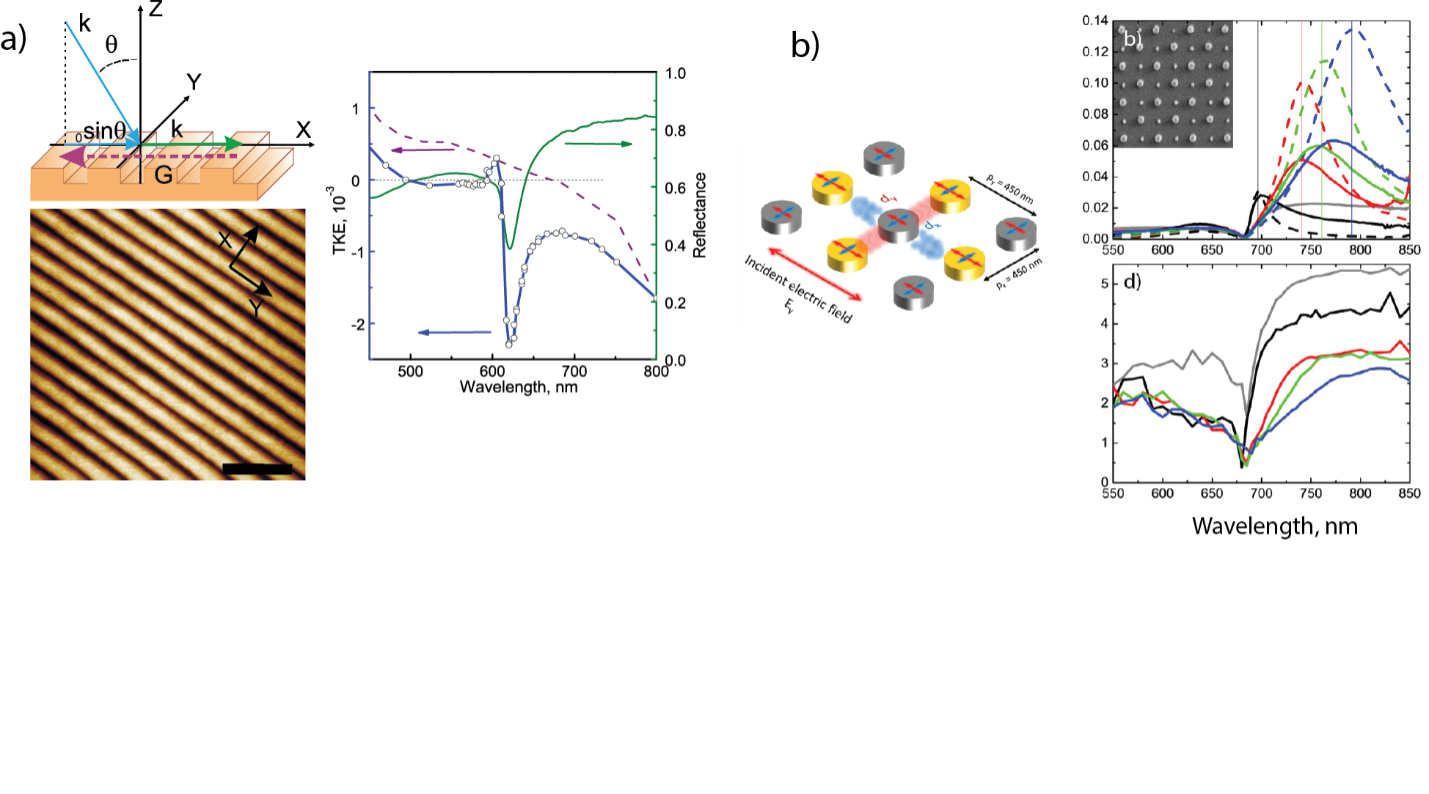 a)
Z
k
θ
Y
k
X
₀sinθ
G
X
Y
TKE, 10⁻³
1
0
-1
-2
500
600
700
800
Wavelength, nm
1.0
0.8
0.6
0.4
0.2
0.0
Reflectance
b)
Incident electric field
Eᵧ
pᵧ = 450 nm
pₓ = 450 nm
b)
0.14
0.12
0.10
0.08
0.06
0.04
0.02
0.00
550
600
650
700
750
800
850
d)
5
4
3
2
1
0
550
600
650
700
750
800
850
Wavelength, nm